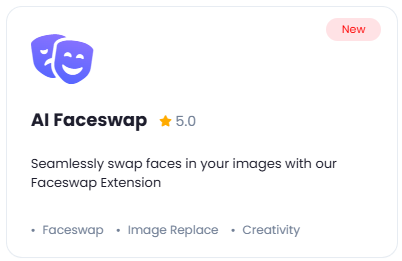 New
AI Faceswap ★ 5.0
Seamlessly swap faces in your images with our
Faceswap Extension
• Faceswap • Image Replace • Creativity